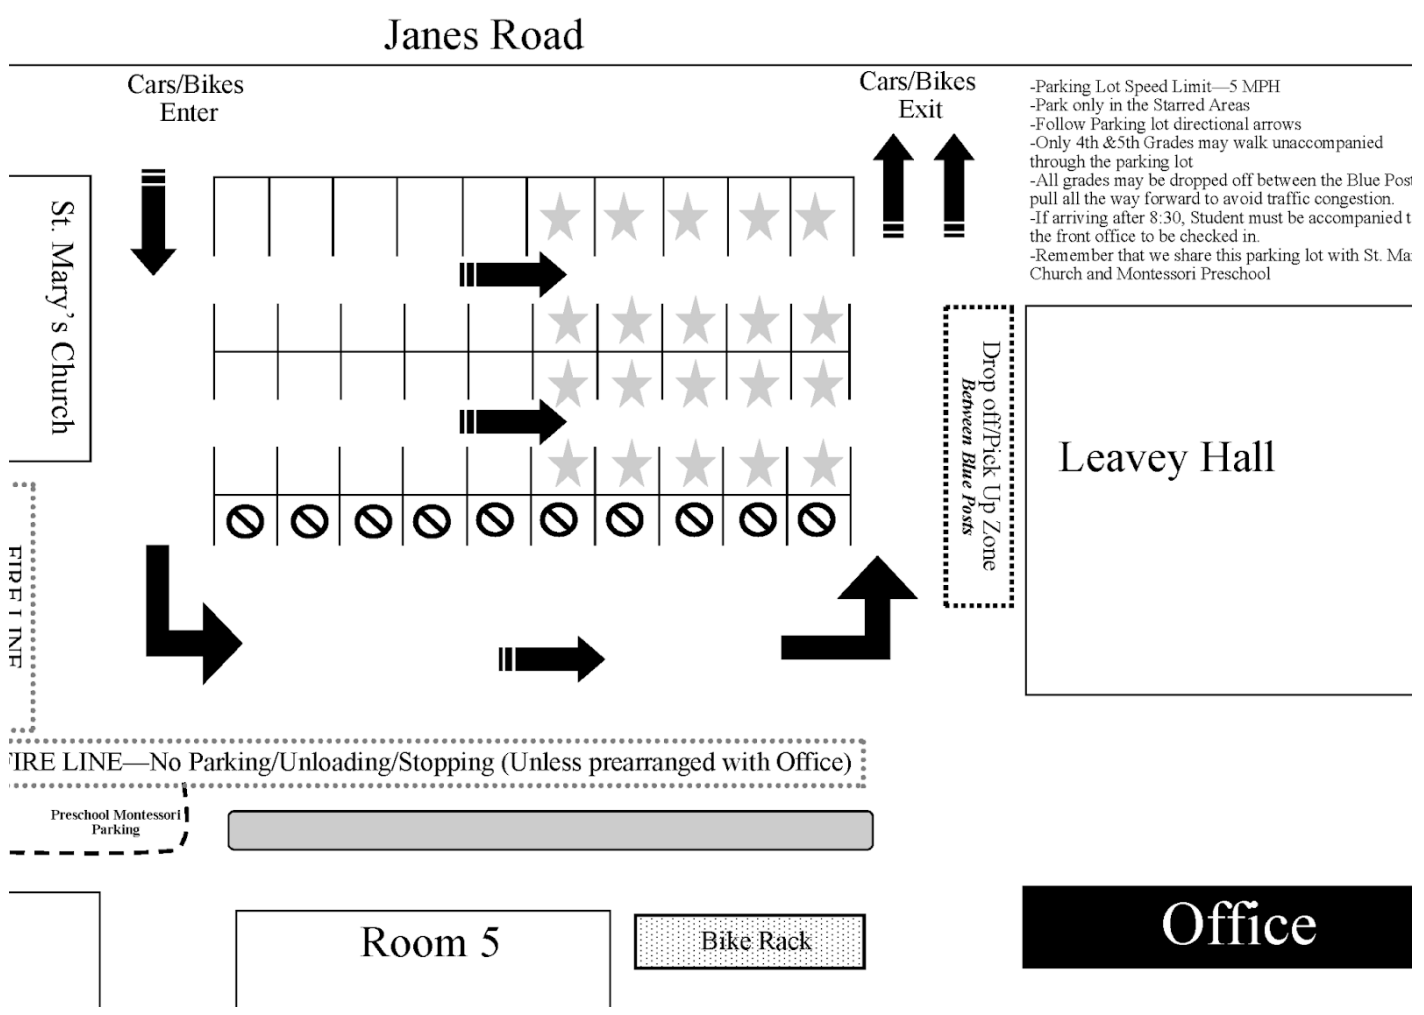 Janes Road
Cars/Bikes
Enter
Cars/Bikes
Exit
-Parking Lot Speed Limit—5 MPH
-Park only in the Starred Areas
-Follow Parking lot directional arrows
-Only 4th &5th Grades may walk unaccompanied
through the parking lot
-All grades may be dropped off between the Blue Post
pull all the way forward to avoid traffic congestion.
-If arriving after 8:30, Student must be accompanied t
the front office to be checked in.
-Remember that we share this parking lot with St. Mar
Church and Montessori Preschool
St. Mary's Church
Drop off/Pick Up Zone
Between Blue Posts
Leavey Hall
FIRE LINE
IRE LINE—No Parking/Unloading/Stopping (Unless prearranged with Office)
Preschool Montessori
Parking
Room 5
Bike Rack
Office